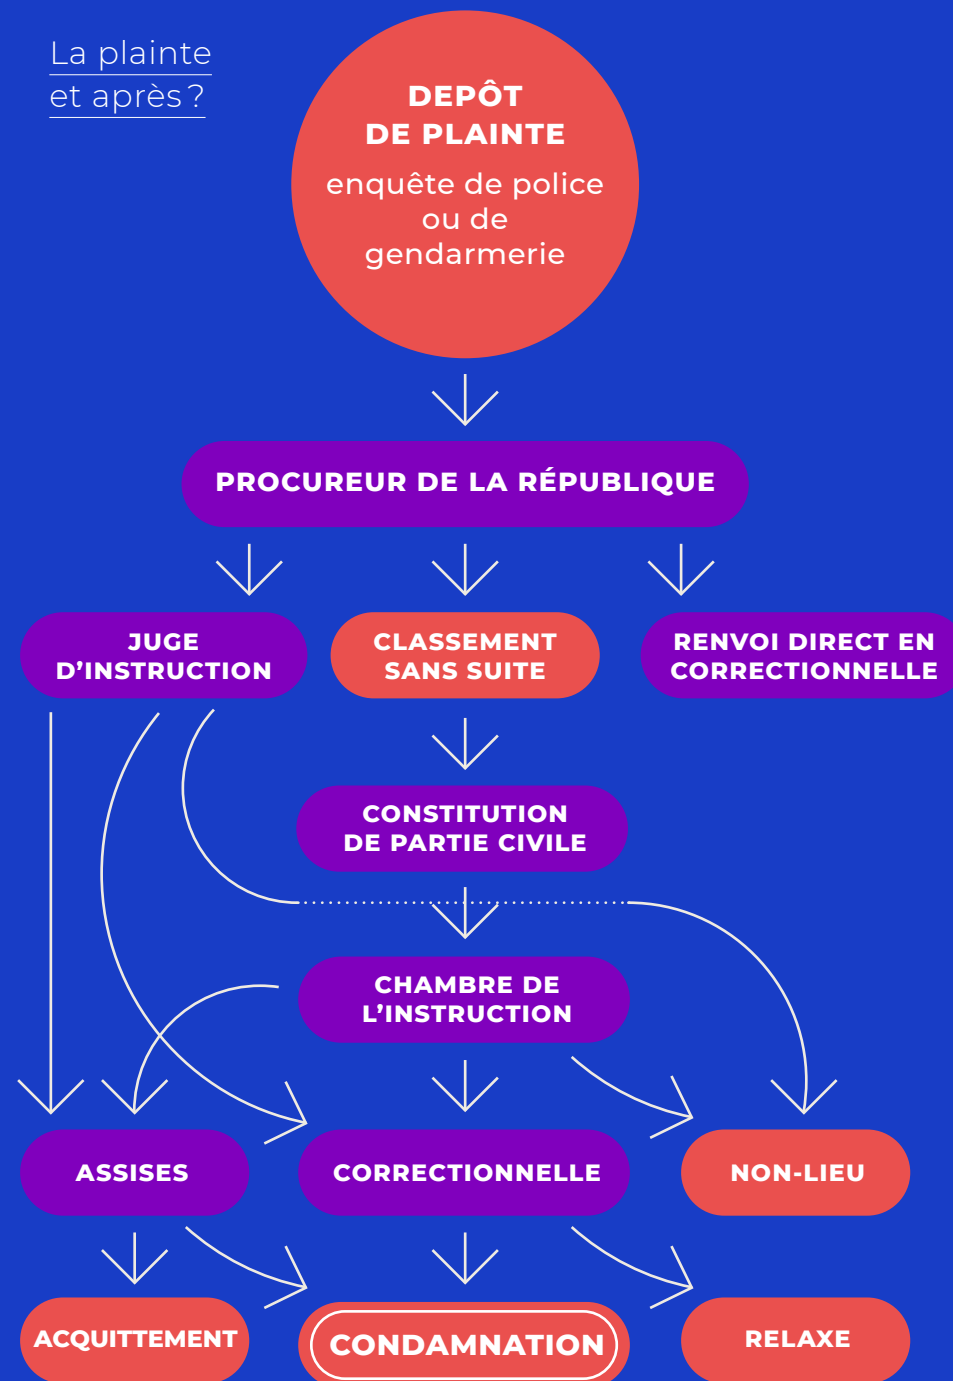 La plainte
et après ?
DEPÔT
DE PLAINTE
enquête de police
ou de
gendarmerie
PROCUREUR DE LA RÉPUBLIQUE
JUGE
D’INSTRUCTION
CLASSEMENT
SANS SUITE
RENVOI DIRECT EN
CORRECTIONNELLE
CONSTITUTION
DE PARTIE CIVILE
CHAMBRE DE
L’INSTRUCTION
ASSISES
CORRECTIONNELLE
NON-LIEU
ACQUITTEMENT
CONDAMNATION
RELAXE